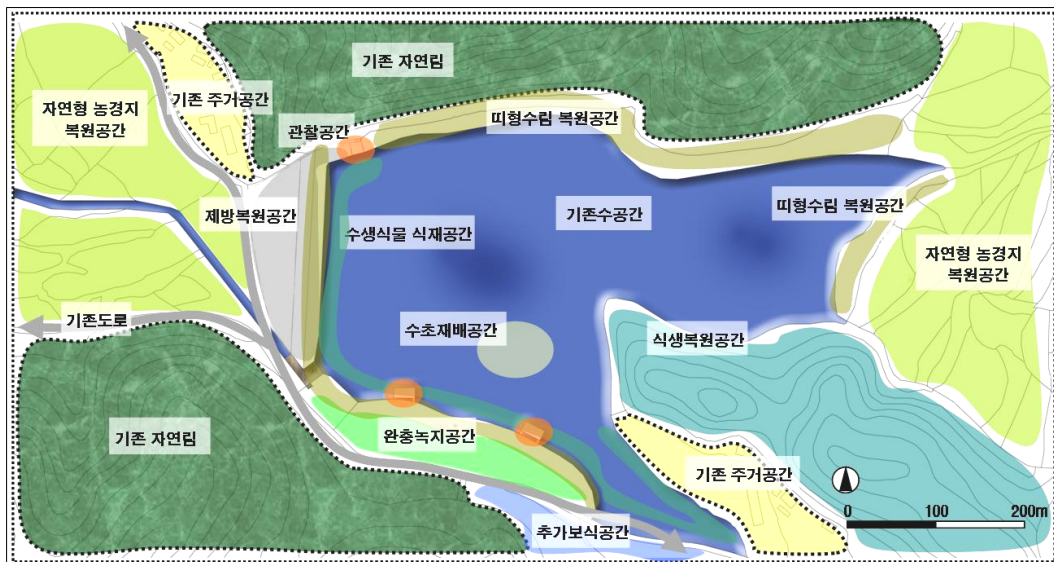 기존 자연림
자연형 농경지
복원공간
기존 주거공간
관찰공간
띠형수림 복원공간
제방복원공간
수생식물 식재공간
기존수공간
띠형수림 복원공간
자연형 농경지
복원공간
기존도로
수초재배공간
식생복원공간
기존 자연림
완충녹지공간
기존 주거공간
추가보식공간
0 100 200m